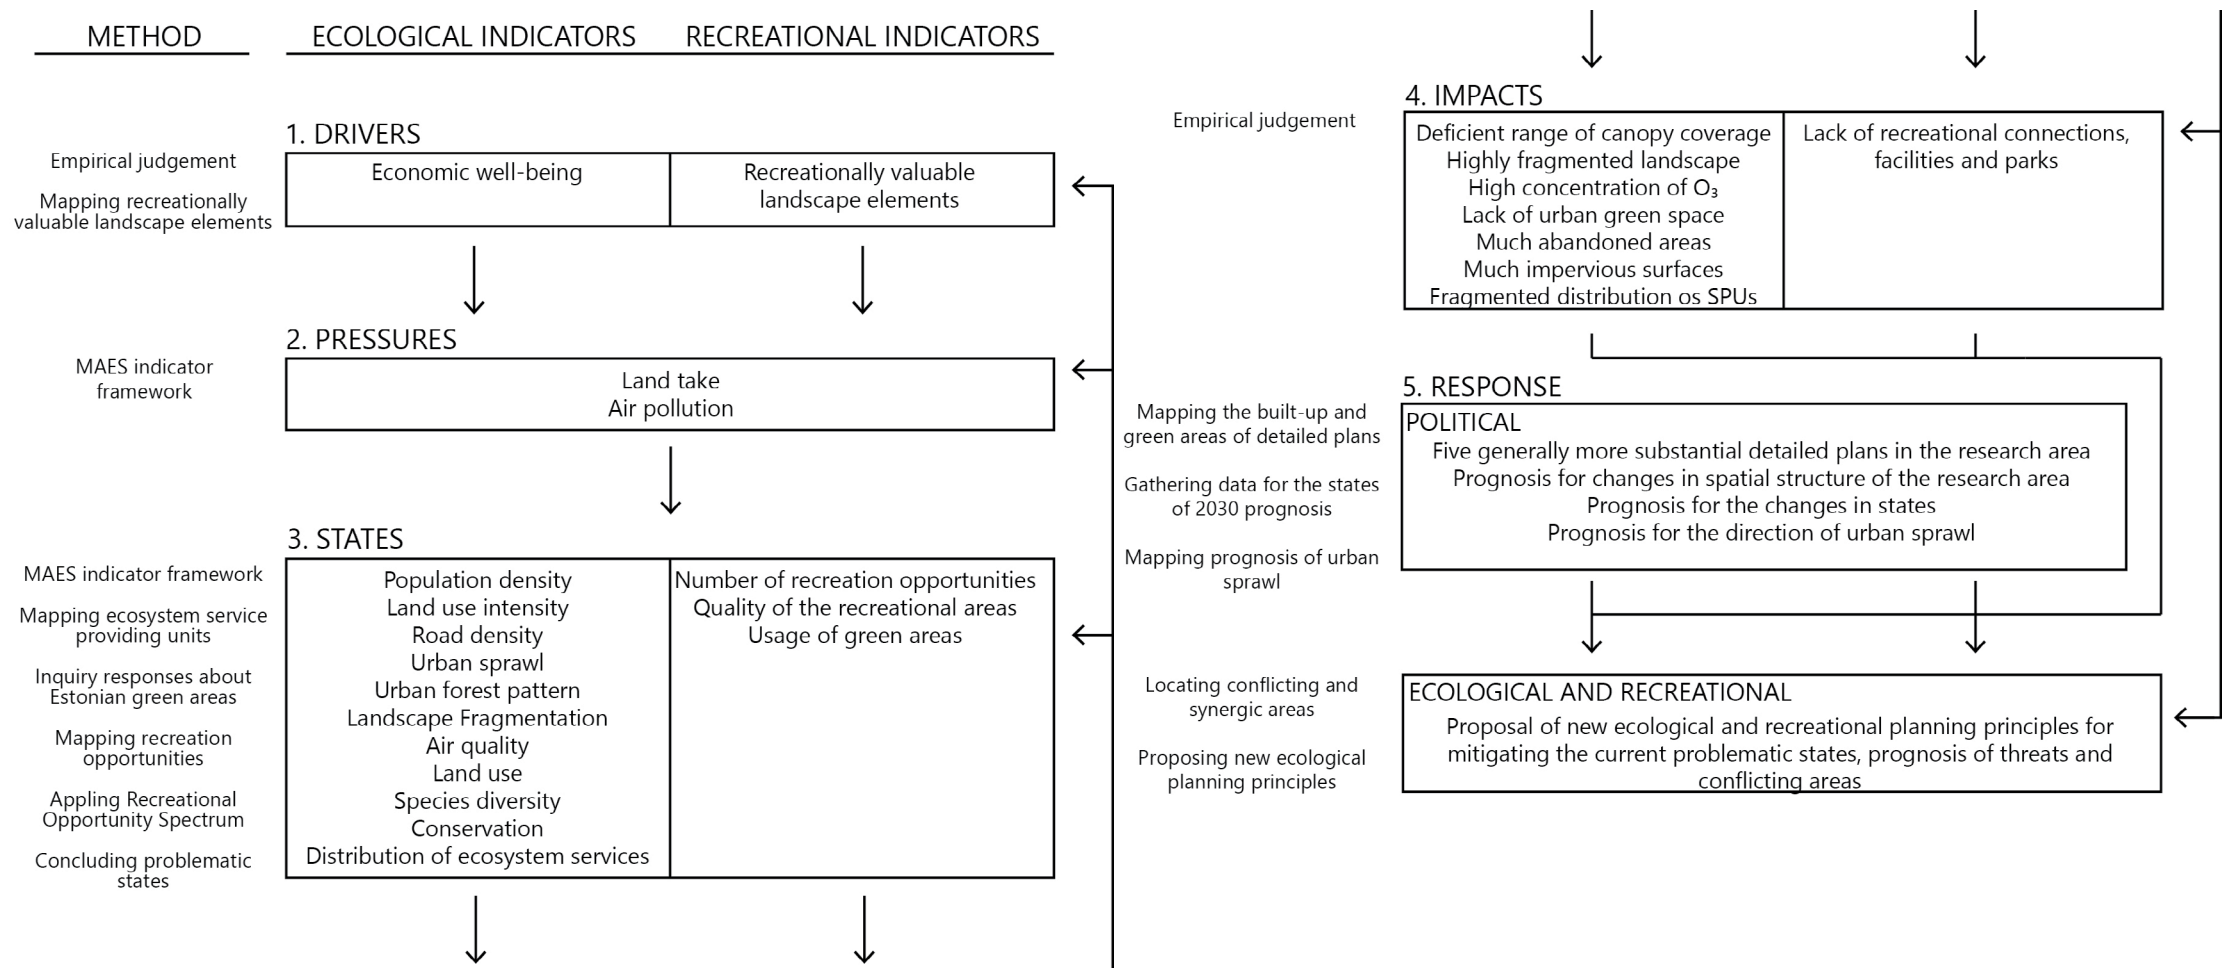 METHOD
ECOLOGICAL INDICATORS
RECREATIONAL INDICATORS
1. DRIVERS
Empirical judgement
Mapping recreationally
valuable landscape elements
Economic well-being
Recreationally valuable
landscape elements
2. PRESSURES
MAES indicator
framework
Land take
Air pollution
3. STATES
MAES indicator framework
Mapping ecosystem service
providing units
Inquiry responses about
Estonian green areas
Mapping recreation
opportunities
Appling Recreational
Opportunity Spectrum
Concluding problematic
states
Population density
Land use intensity
Road density
Urban sprawl
Urban forest pattern
Landscape Fragmentation
Air quality
Land use
Species diversity
Conservation
Distribution of ecosystem services
Number of recreation opportunities
Quality of the recreational areas
Usage of green areas
4. IMPACTS
Empirical judgement
Deficient range of canopy coverage
Highly fragmented landscape
High concentration of O₃
Lack of urban green space
Much abandoned areas
Much impervious surfaces
Fragmented distribution os SPUs
Lack of recreational connections,
facilities and parks
5. RESPONSE
Mapping the built-up and
green areas of detailed plans
Gathering data for the states
of 2030 prognosis
Mapping prognosis of urban
sprawl
POLITICAL
Five generally more substantial detailed plans in the research area
Prognosis for changes in spatial structure of the research area
Prognosis for the changes in states
Prognosis for the direction of urban sprawl
Locating conflicting and
synergic areas
Proposing new ecological
planning principles
ECOLOGICAL AND RECREATIONAL
Proposal of new ecological and recreational planning principles for
mitigating the current problematic states, prognosis of threats and
conflicting areas